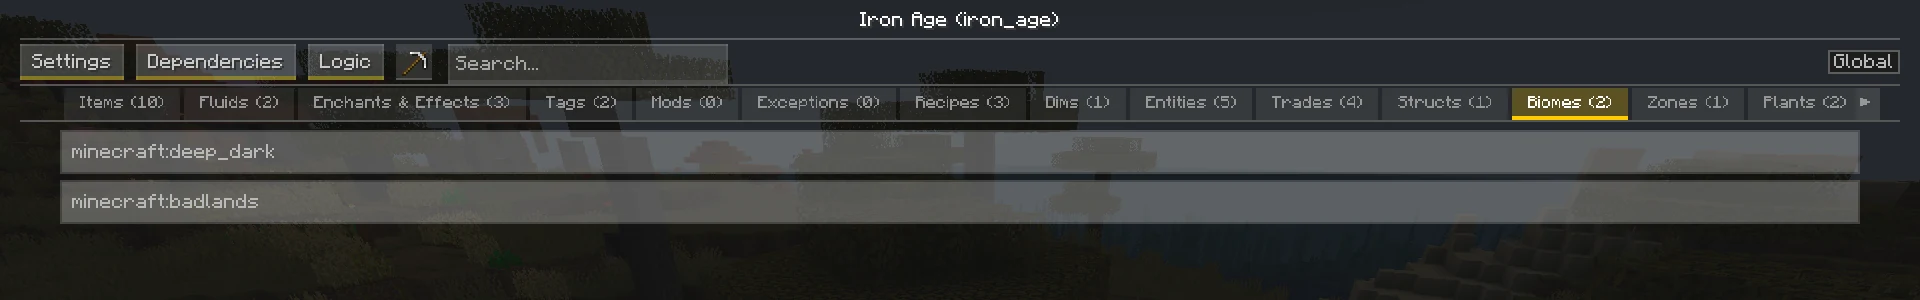 Iron Age (iron_age)
Settings Dependencies Logic Search... Global
Items (10) Fluids (2) Enchants & Effects (3) Tags (2) Mods (0) Exceptions (0) Recipes (3) Dims (1) Entities (5) Trades (4) Structs (1) Biomes (2) Zones (1) Plants (2) ►
minecraft:deep_dark
minecraft:badlands